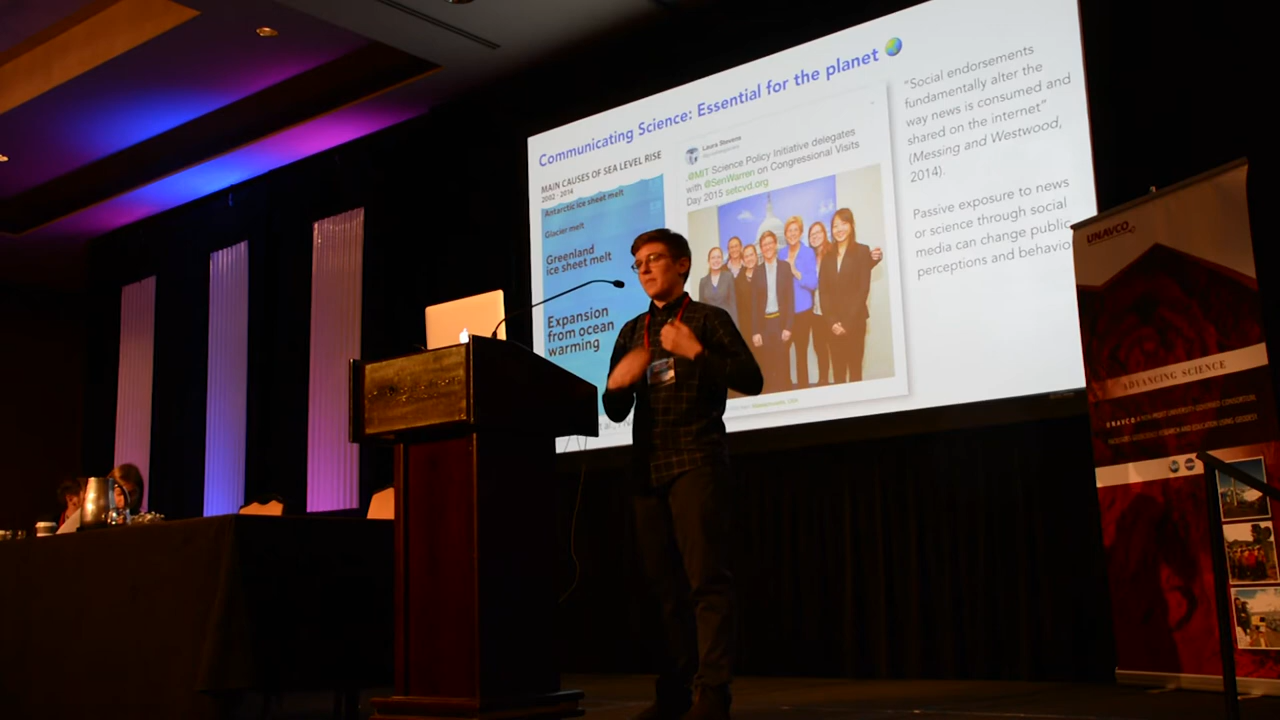 Communicating Science: Essential for the planet
MAIN CAUSES OF SEA LEVEL RISE
2002 - 2014
Antarctic ice sheet melt
Glacier melt
Greenland
ice sheet melt
Expansion
from ocean
warming
Laura Stevens
.@MIT Science Policy Initiative delegates
with @SenWarren on Congressional Visits
Day 2015 setcvd.org
"Social endorsements
fundamentally alter the
way news is consumed and
shared on the internet"
(Messing and Westwood,
2014).
Passive exposure to news
or science through social
media can change public
perceptions and behavio
UNAVCO
ADVANCING SCIENCE